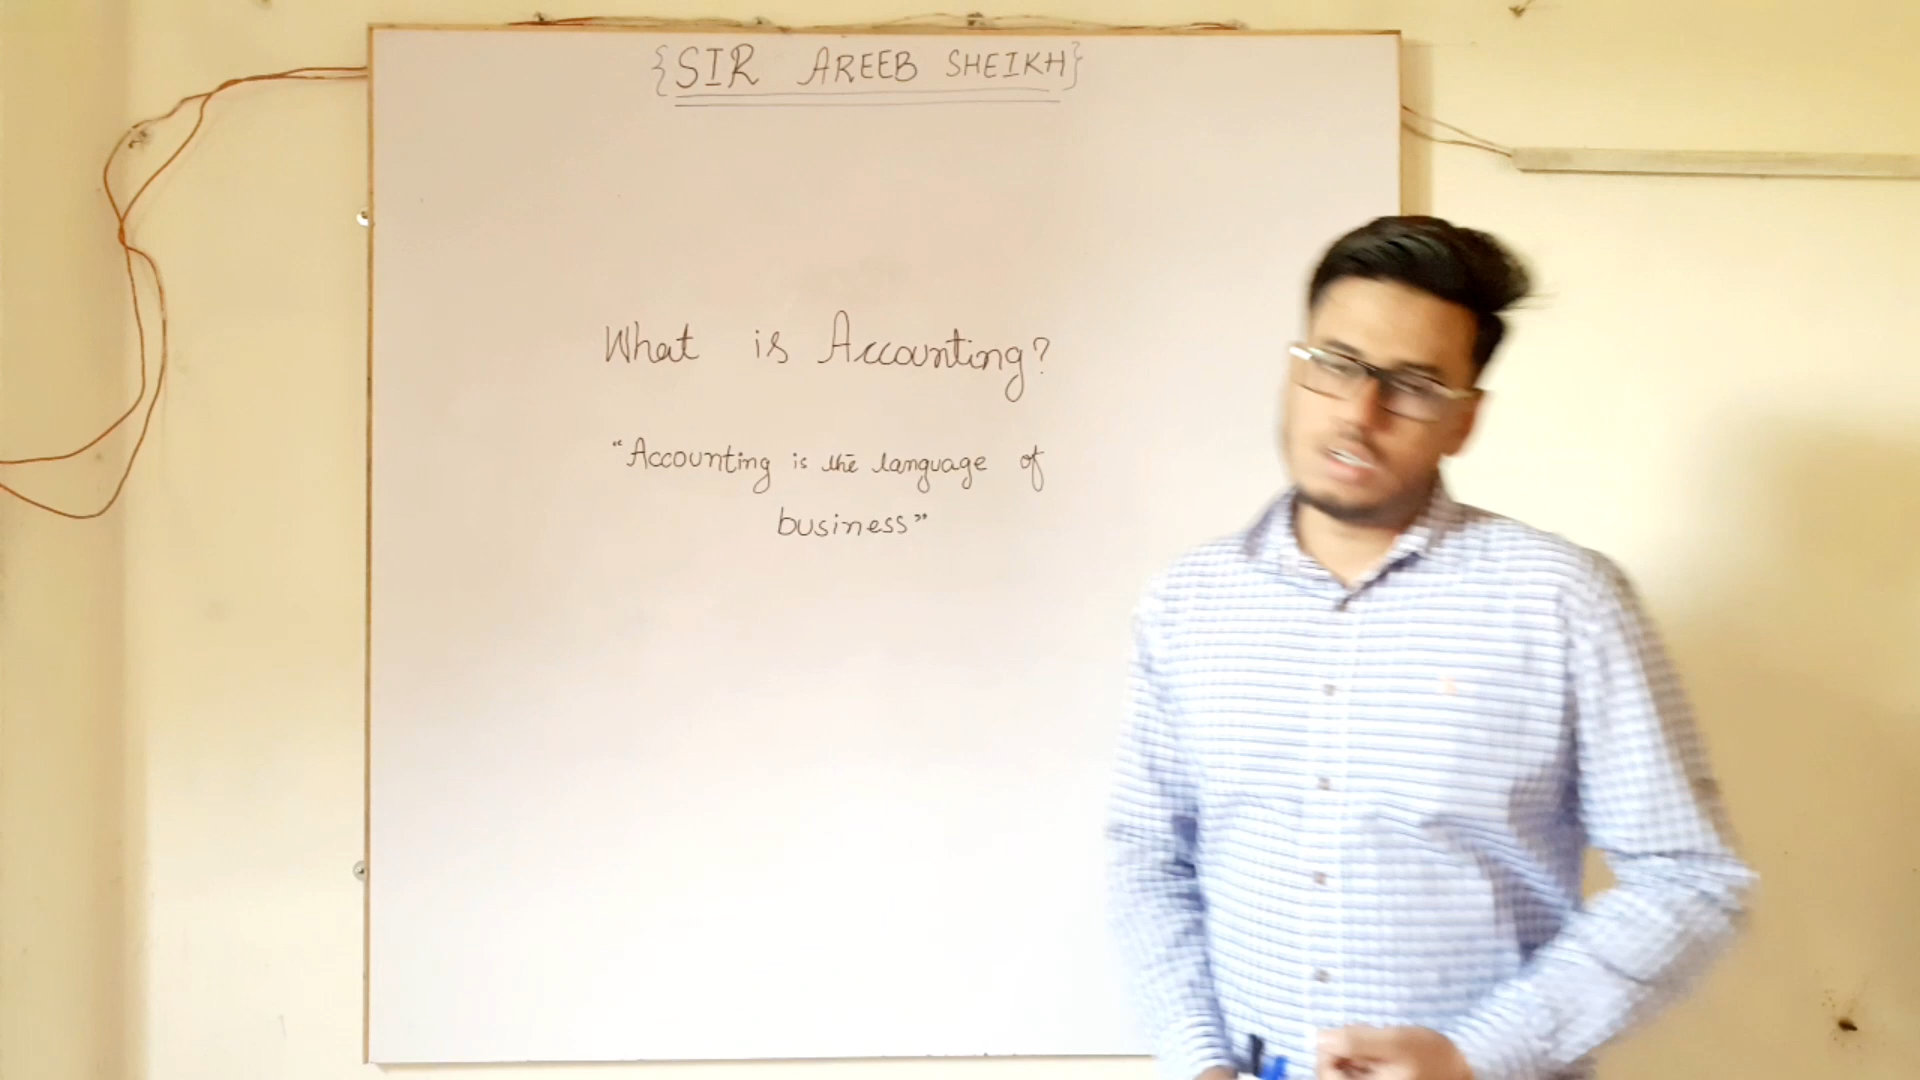 {SIR AREEB SHEIKH}
What is Accounting?
“Accounting is the language of
business”